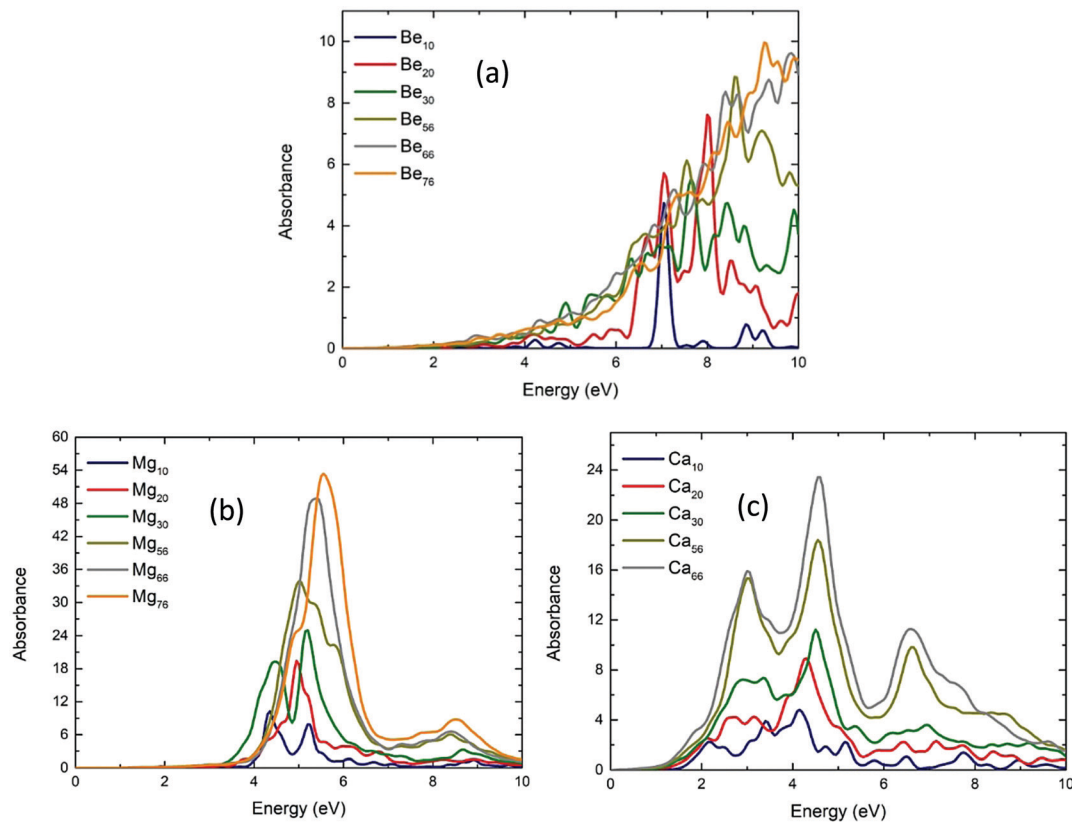 (a)
Be₁₀
Be₂₀
Be₃₀
Be₅₆
Be₆₆
Be₇₆
Absorbance
10
8
6
4
2
0
0 2 4 6 8 10
Energy (eV)
(b)
Mg₁₀
Mg₂₀
Mg₃₀
Mg₅₆
Mg₆₆
Mg₇₆
Absorbance
60
54
48
42
36
30
24
18
12
6
0
0 2 4 6 8 10
Energy (eV)
(c)
Ca₁₀
Ca₂₀
Ca₃₀
Ca₅₆
Ca₆₆
Absorbance
24
20
16
12
8
4
0
0 2 4 6 8 10
Energy (eV)